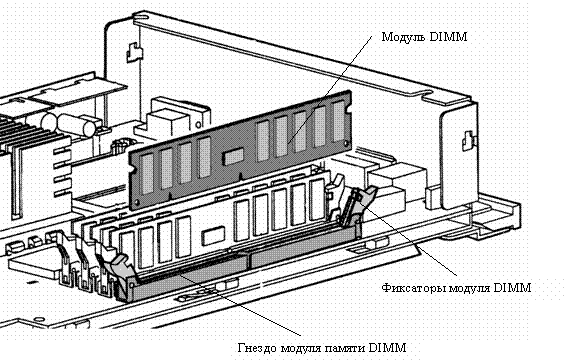 Модуль DIMM
Фиксаторы модуля DIMM
Гнездо модуля памяти DIMM